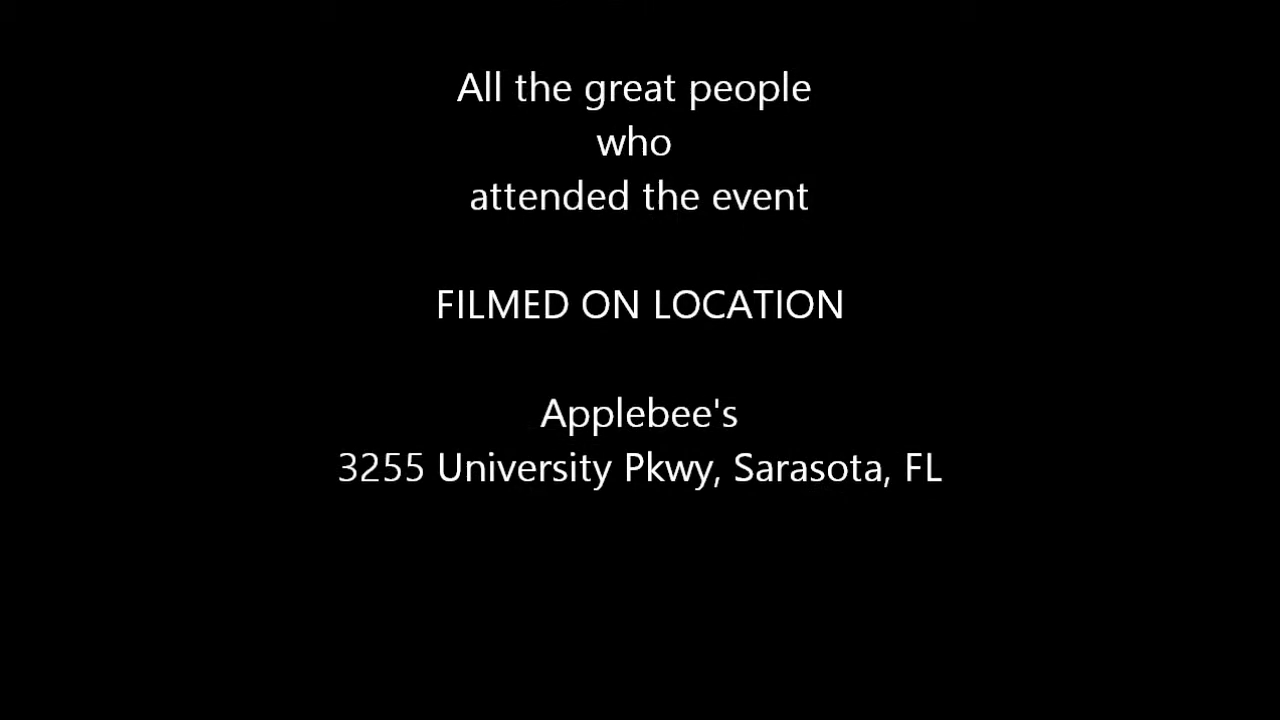 All the great people
who
attended the event
FILMED ON LOCATION
Applebee's
3255 University Pkwy, Sarasota, FL